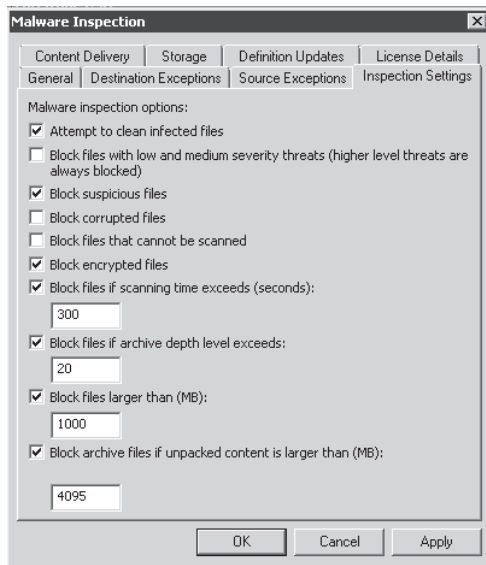 Malware Inspection
Content Delivery Storage Definition Updates License Details
General Destination Exceptions Source Exceptions Inspection Settings
Malware inspection options:
Attempt to clean infected files
Block files with low and medium severity threats (higher level threats are
always blocked)
Block suspicious files
Block corrupted files
Block files that cannot be scanned
Block encrypted files
Block files if scanning time exceeds (seconds):
300
Block files if archive depth level exceeds:
20
Block files larger than (MB):
1000
Block archive files if unpacked content is larger than (MB):
4095
OK Cancel Apply